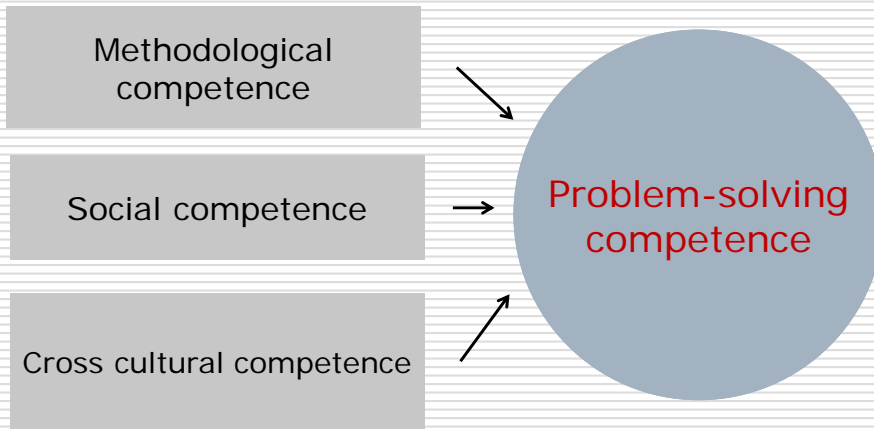 Methodological
competence
Social competence
Cross cultural competence
Problem-solving
competence